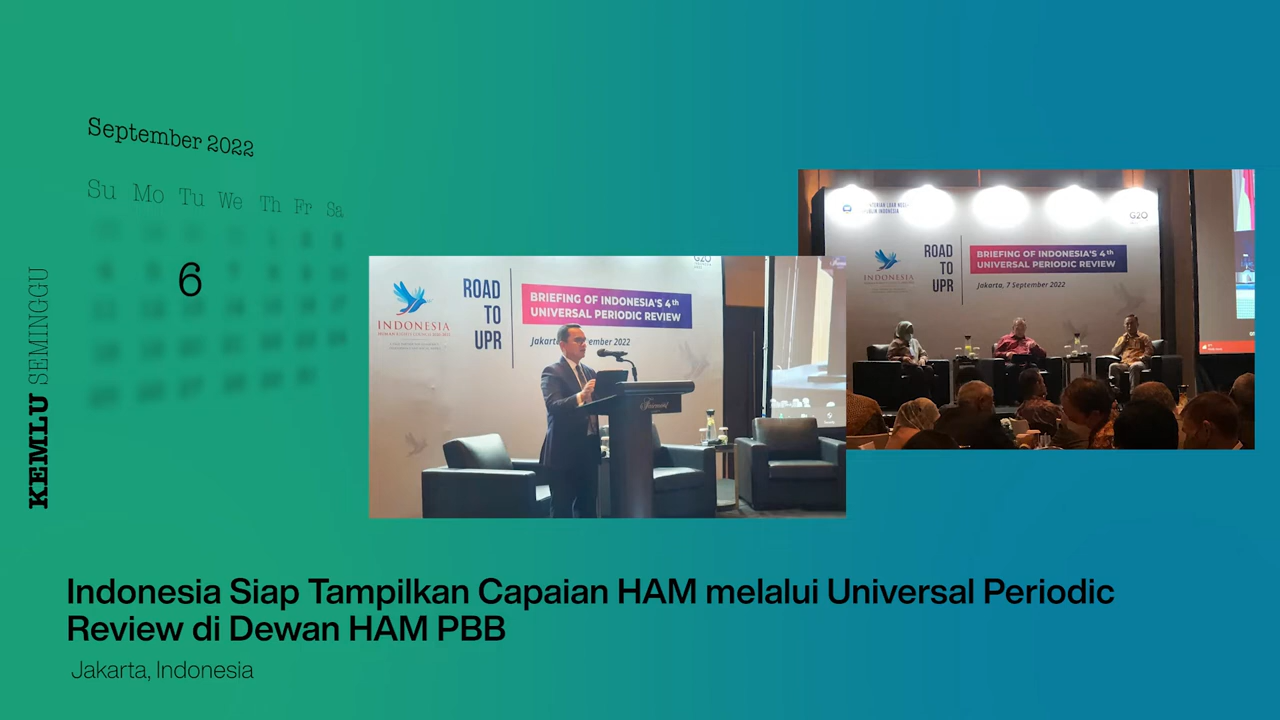 September 2022
Su Mo Tu We Th Fr Sa
6
KEMLU SEMINGGU
INDONESIA
ROAD
TO
UPR
BRIEFING OF INDONESIA'S 4th
UNIVERSAL PERIODIC REVIEW
2022
G20
INDONESIA
ROAD
TO
UPR
BRIEFING OF INDONESIA'S 4th
UNIVERSAL PERIODIC REVIEW
Jakarta, 7 September 2022
Indonesia Siap Tampilkan Capaian HAM melalui Universal Periodic
Review di Dewan HAM PBB
Jakarta, Indonesia